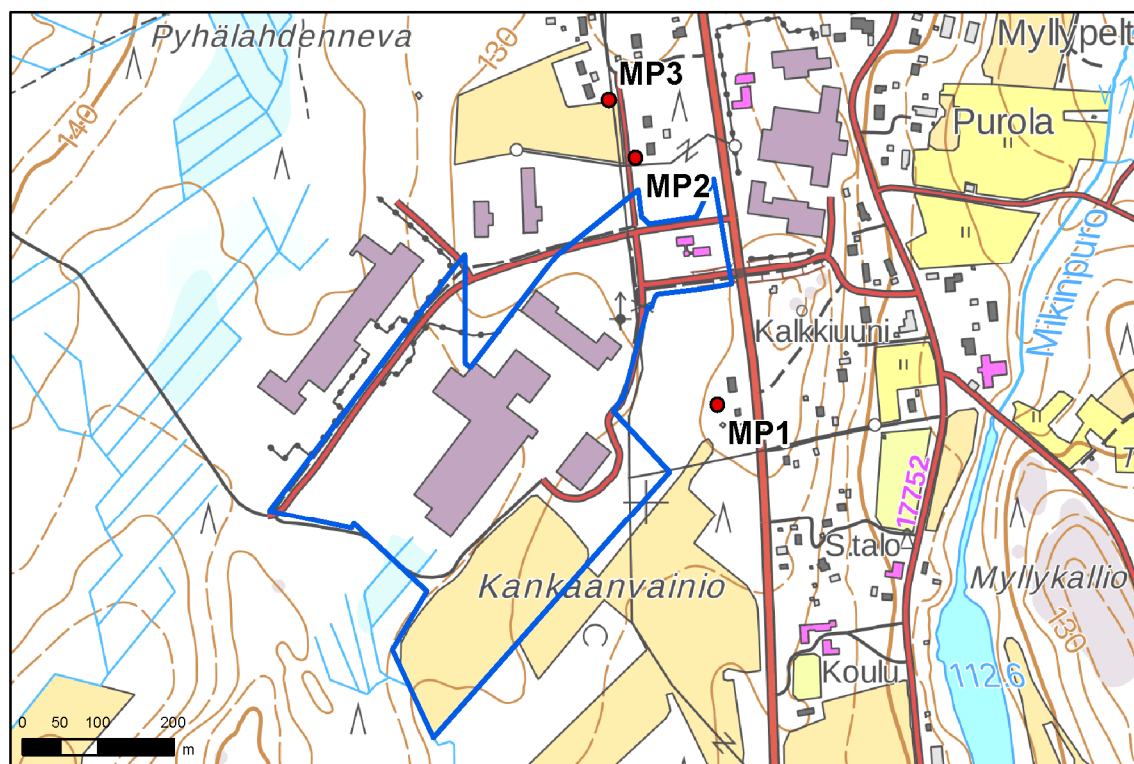 Pyhälahdenneva
130
Myllypelt
MP3
140
Purola
MP2
Mikinpuro
Kalkkiuuni
MP1
17752
S.talo
Kankaanvainio
Myllykallio
130
Koulu
112.6
0 50 100 200
m